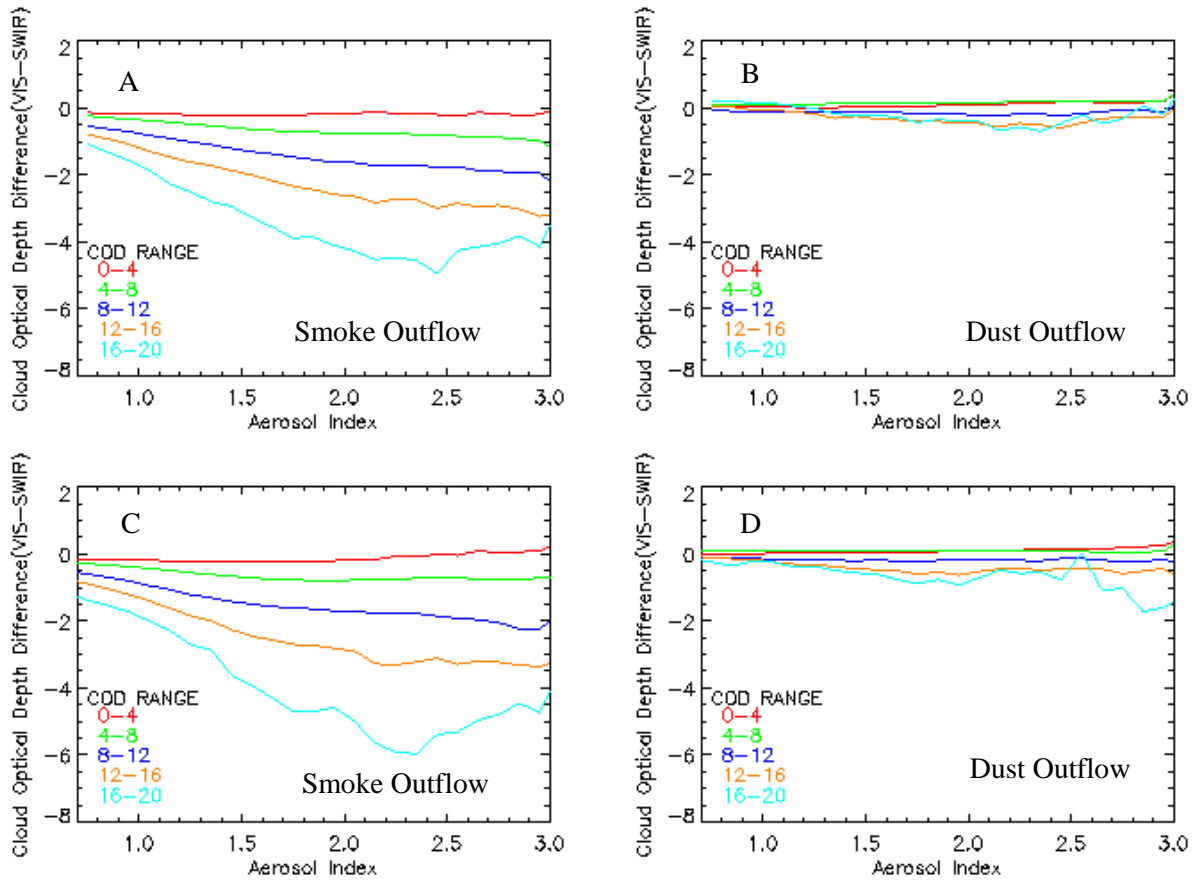 Cloud Optical Depth Difference(VIS-SWIR)
2
0
-2
-4
-6
-8
A
COD RANGE
0-4
4-8
8-12
12-16
16-20
Smoke Outflow
1.0 1.5 2.0 2.5 3.0
Aerosol Index
Cloud Optical Depth Difference(VIS-SWIR)
2
0
-2
-4
-6
-8
B
COD RANGE
0-4
4-8
8-12
12-16
16-20
Dust Outflow
1.0 1.5 2.0 2.5 3.0
Aerosol Index
Cloud Optical Depth Difference(VIS-SWIR)
2
0
-2
-4
-6
-8
C
COD RANGE
0-4
4-8
8-12
12-16
16-20
Smoke Outflow
1.0 1.5 2.0 2.5 3.0
Aerosol Index
Cloud Optical Depth Difference(VIS-SWIR)
2
0
-2
-4
-6
-8
D
COD RANGE
0-4
4-8
8-12
12-16
16-20
Dust Outflow
1.0 1.5 2.0 2.5 3.0
Aerosol Index